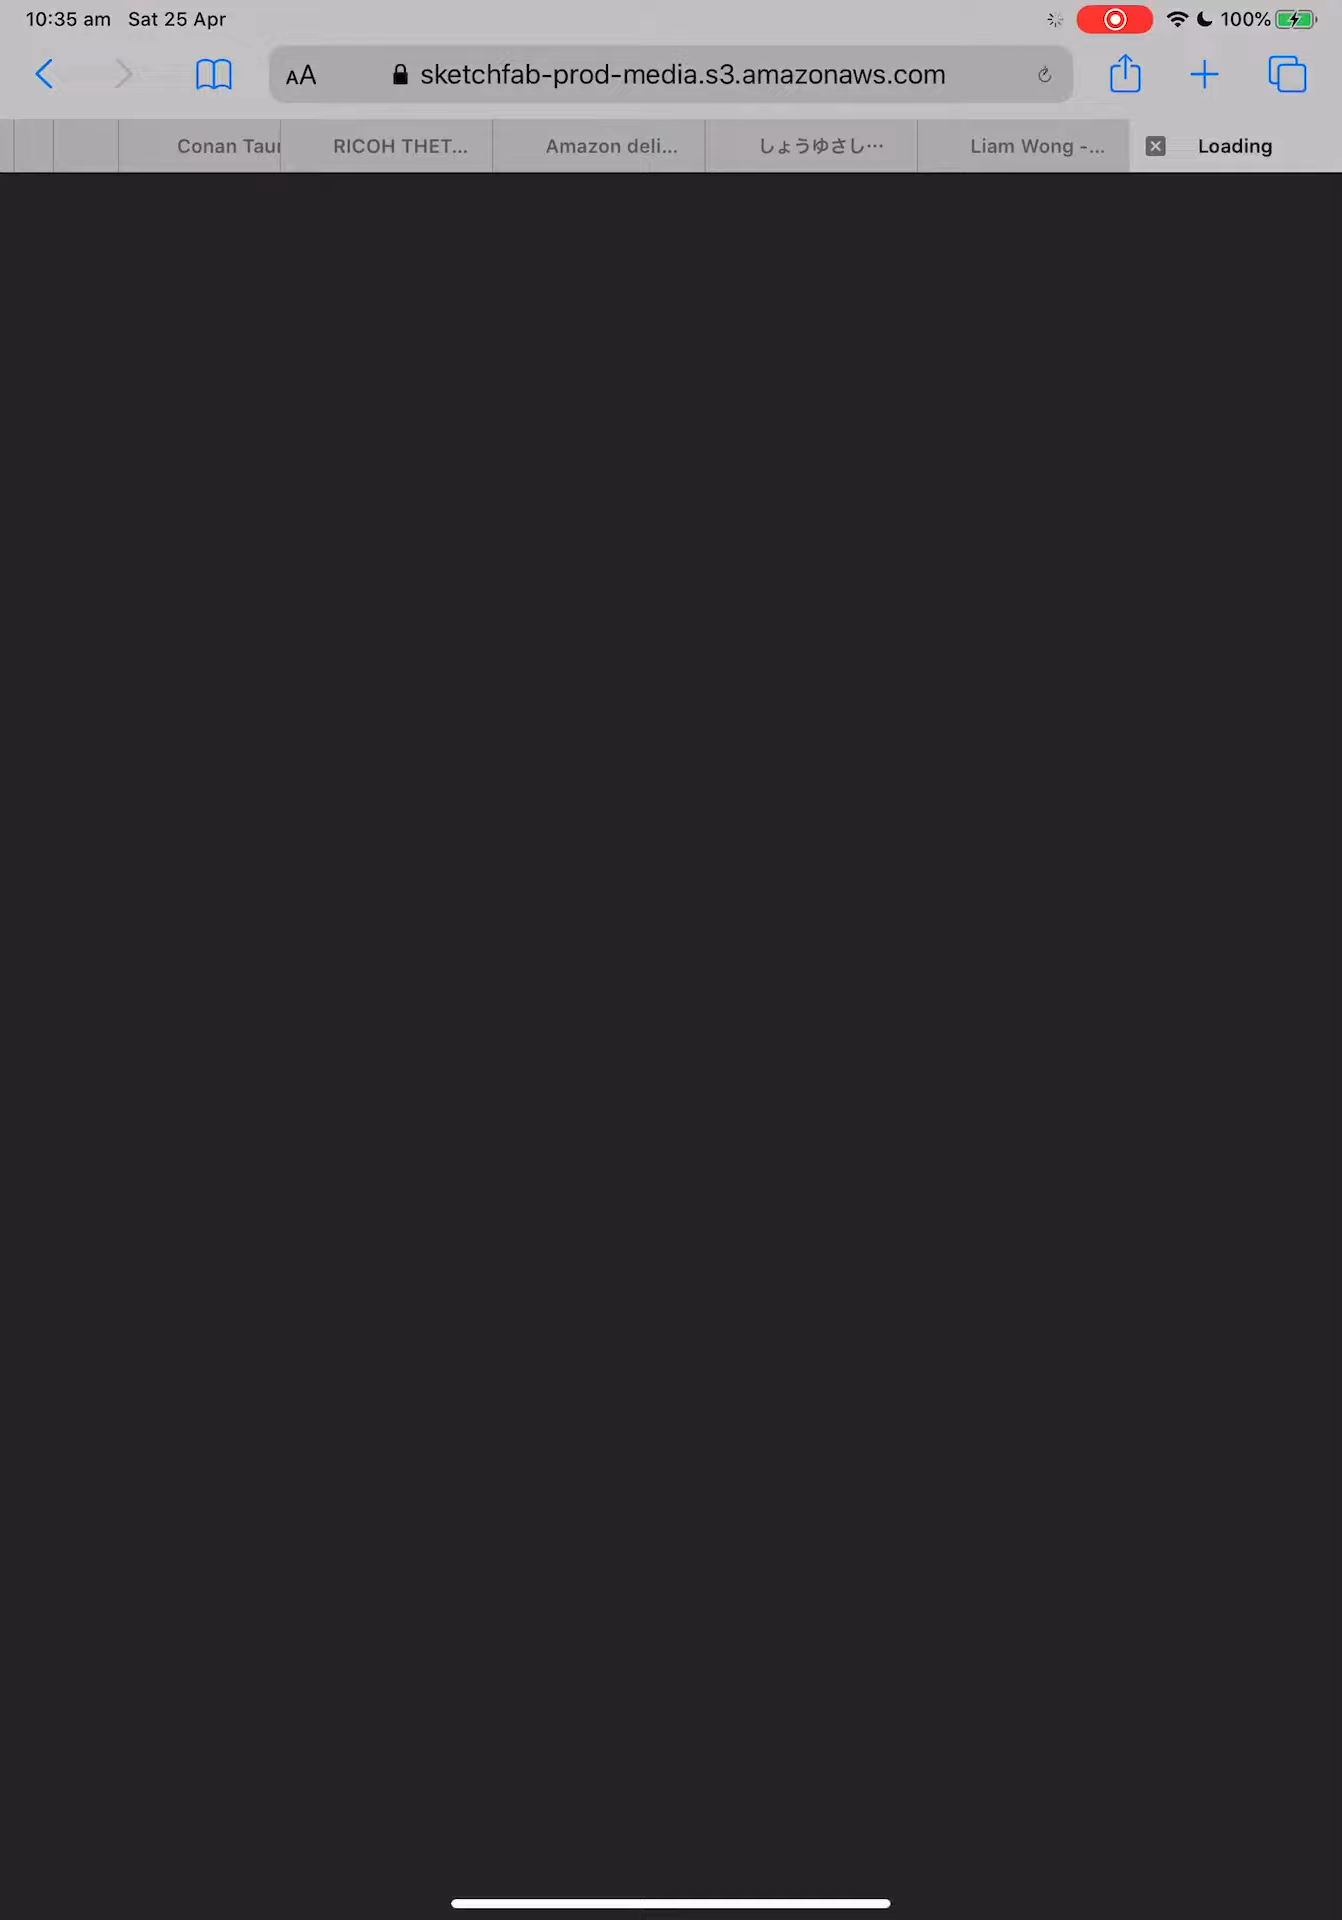 10:35 am Sat 25 Apr 100%
AA sketchfab-prod-media.s3.amazonaws.com
Conan Taur RICOH THET... Amazon deli... しょうゆさし… Liam Wong -... Loading